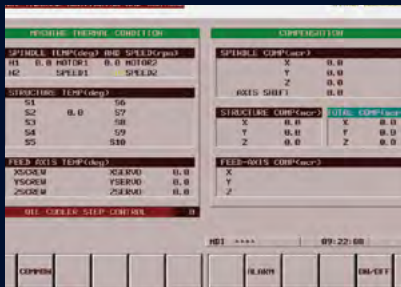 MACHINE THERMAL CONDITION
SPINDLE TEMP(deg) AND SPEED(rpm)
H1 0.0 MOTOR1 0.0 MOTOR2
H2 SPEED1 SPEED2
STRUCTURE TEMP(deg)
S1 S6
S2 0.0 S7
S3 S8
S4 S9
S5 S10
FEED AXIS TEMP(deg)
XSCREW XSERVO 0.0
YSCREW YSERVO 0.0
ZSCREW ZSERVO 0.0
OIL COOLER STEP-CONTROL 0
COMPENSATION
SPINDLE COMP(mcr)
X 0.0
Y 0.0
Z 0.0
AXIS SHIFT 0.0
STRUCTURE COMP(mcr) TOTAL COMP(mcr)
X 0.0 X 0.0
Y 0.0 Y 0.0
Z 0.0 Z 0.0
FEED-AXIS COMP(mcr)
X
Y
Z
MDI **** 09:22:08
COMMON ALARM ON/OFF